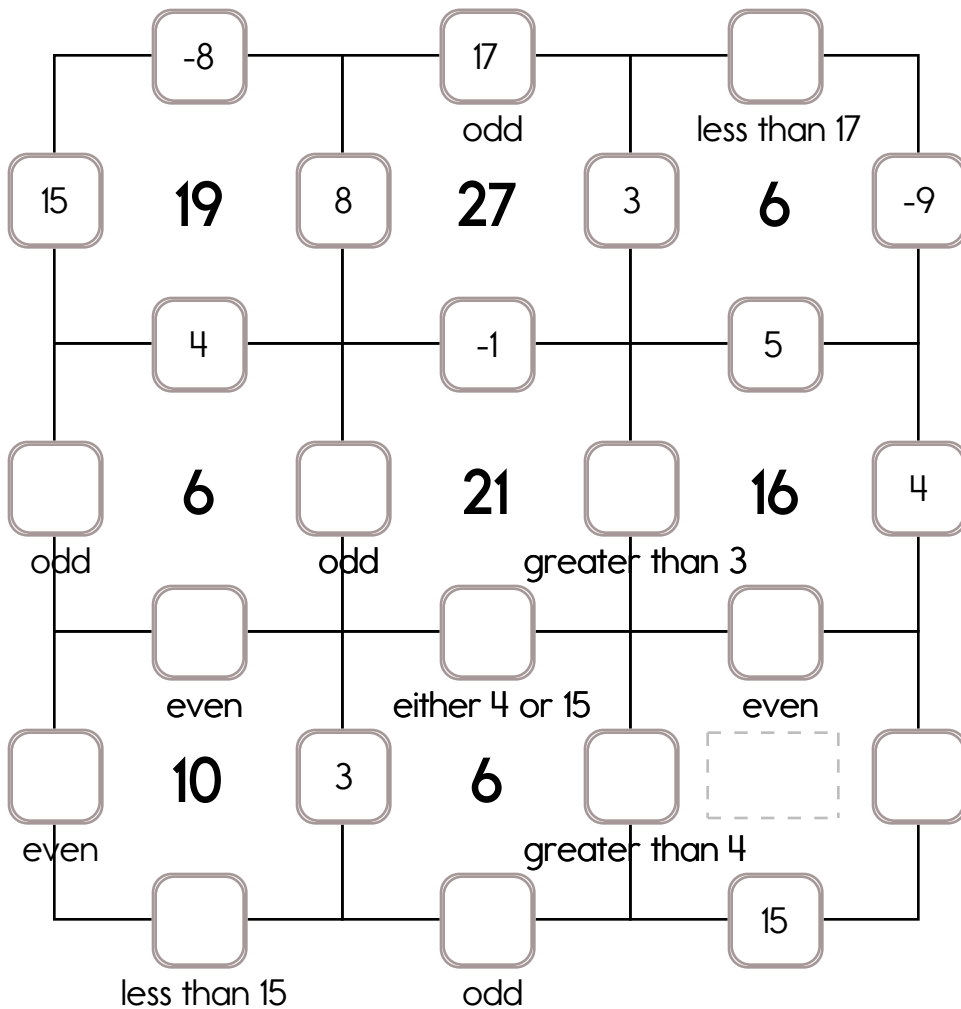 -8 17
odd less than 17
15 19 8 27 3 6 -9
4 -1 5
6 21 16 4
odd odd greater than 3
even either 4 or 15 even
10 3 6
even greater than 4
15
less than 15 odd